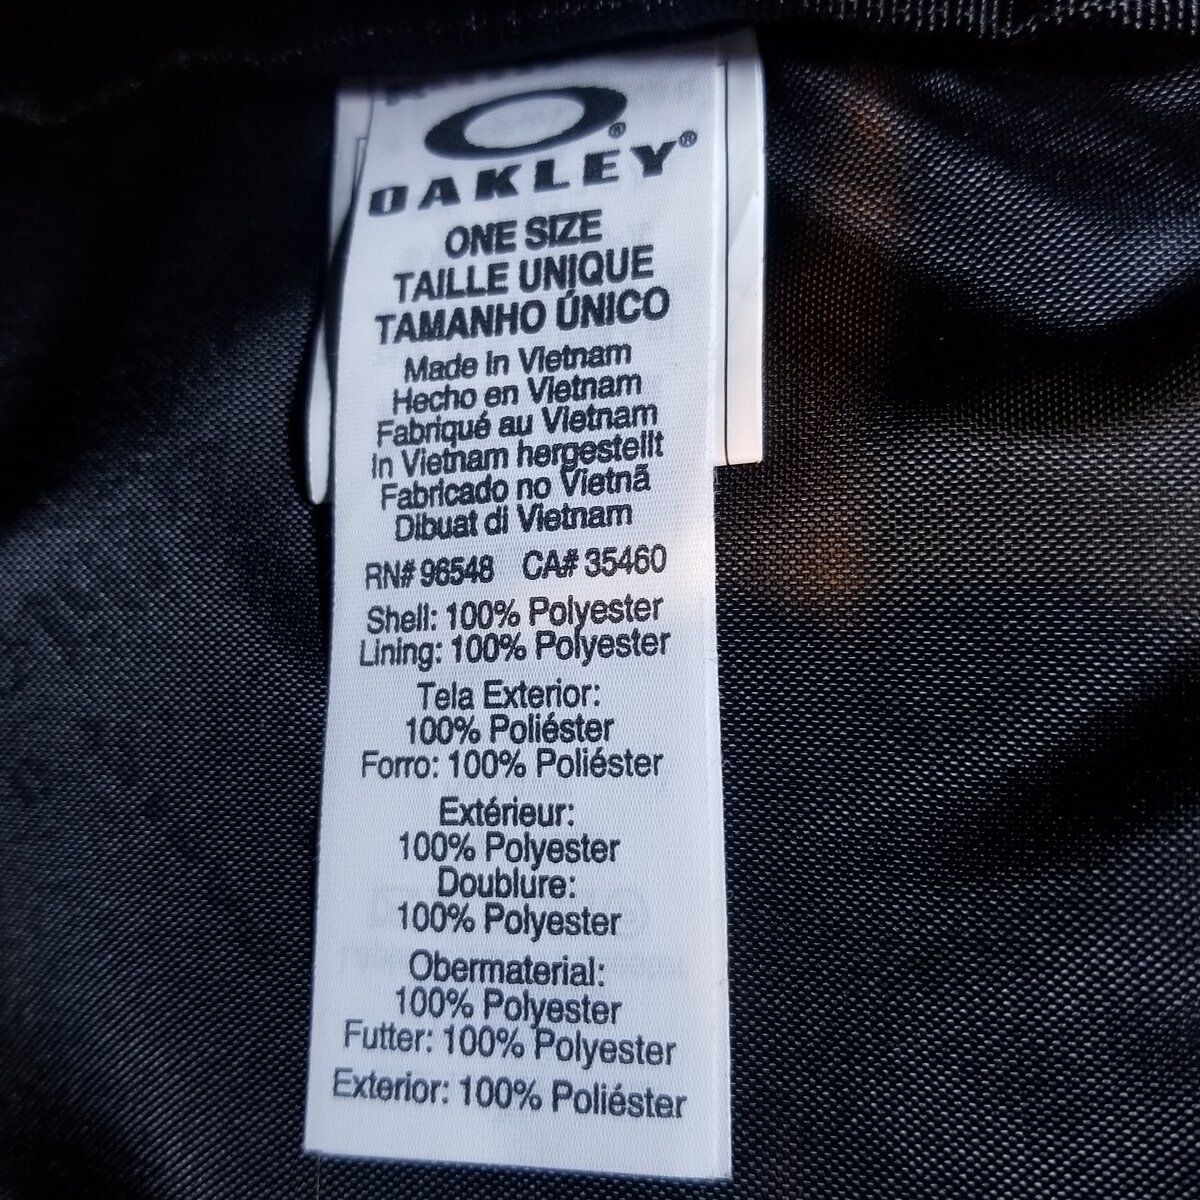 OAKLEY®
ONE SIZE
TAILLE UNIQUE
TAMANHO ÚNICO
Made in Vietnam
Hecho en Vietnam
Fabriqué au Vietnam
In Vietnam hergestellt
Fabricado no Vietnã
Dibuat di Vietnam
RN# 96548 CA# 35460
Shell: 100% Polyester
Lining: 100% Polyester
Tela Exterior:
100% Poliéster
Forro: 100% Poliéster
Extérieur:
100% Polyester
Doublure:
100% Polyester
Obermaterial:
100% Polyester
Futter: 100% Polyester
Exterior: 100% Poliéster